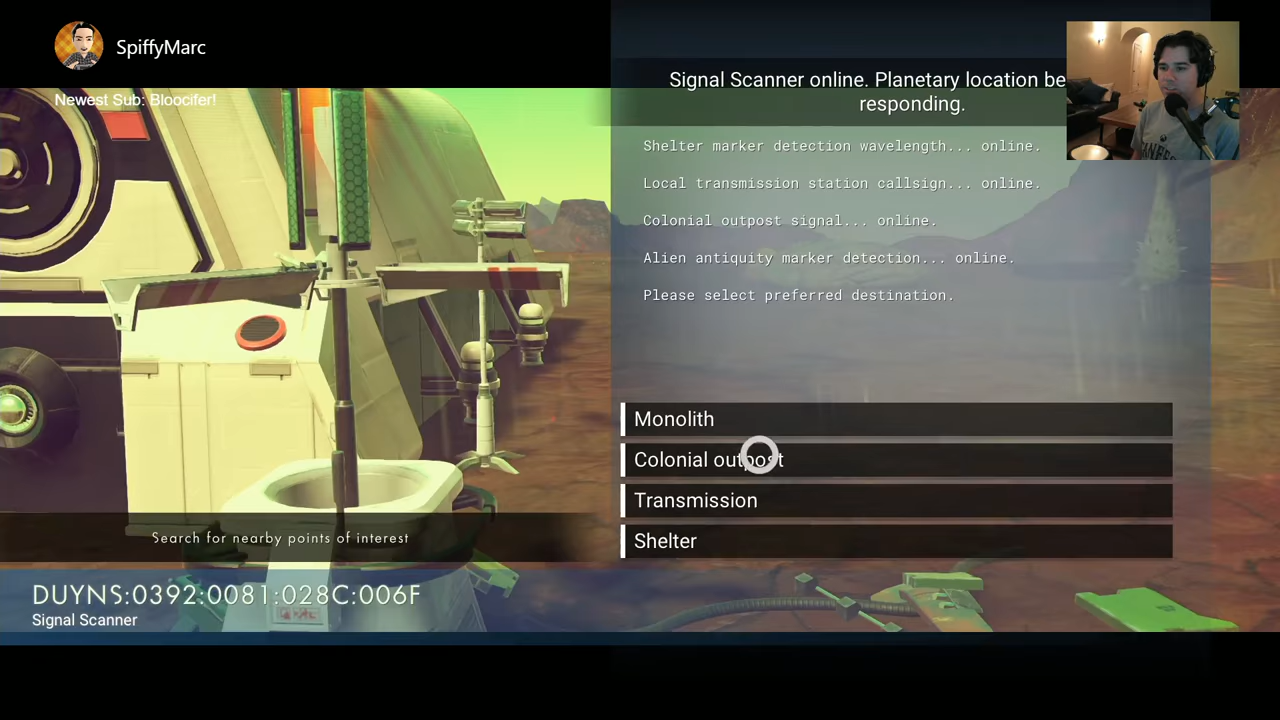 SpiffyMarc
Newest Sub: Bloocifer!
Signal Scanner online. Planetary location be
responding.
Shelter marker detection wavelength... online.
Local transmission station callsign... online.
Colonial outpost signal... online.
Alien antiquity marker detection... online.
Please select preferred destination.
Monolith
Colonial outpost
Transmission
Shelter
Search for nearby points of interest
DUYNS:0392:0081:028C:006F
Signal Scanner